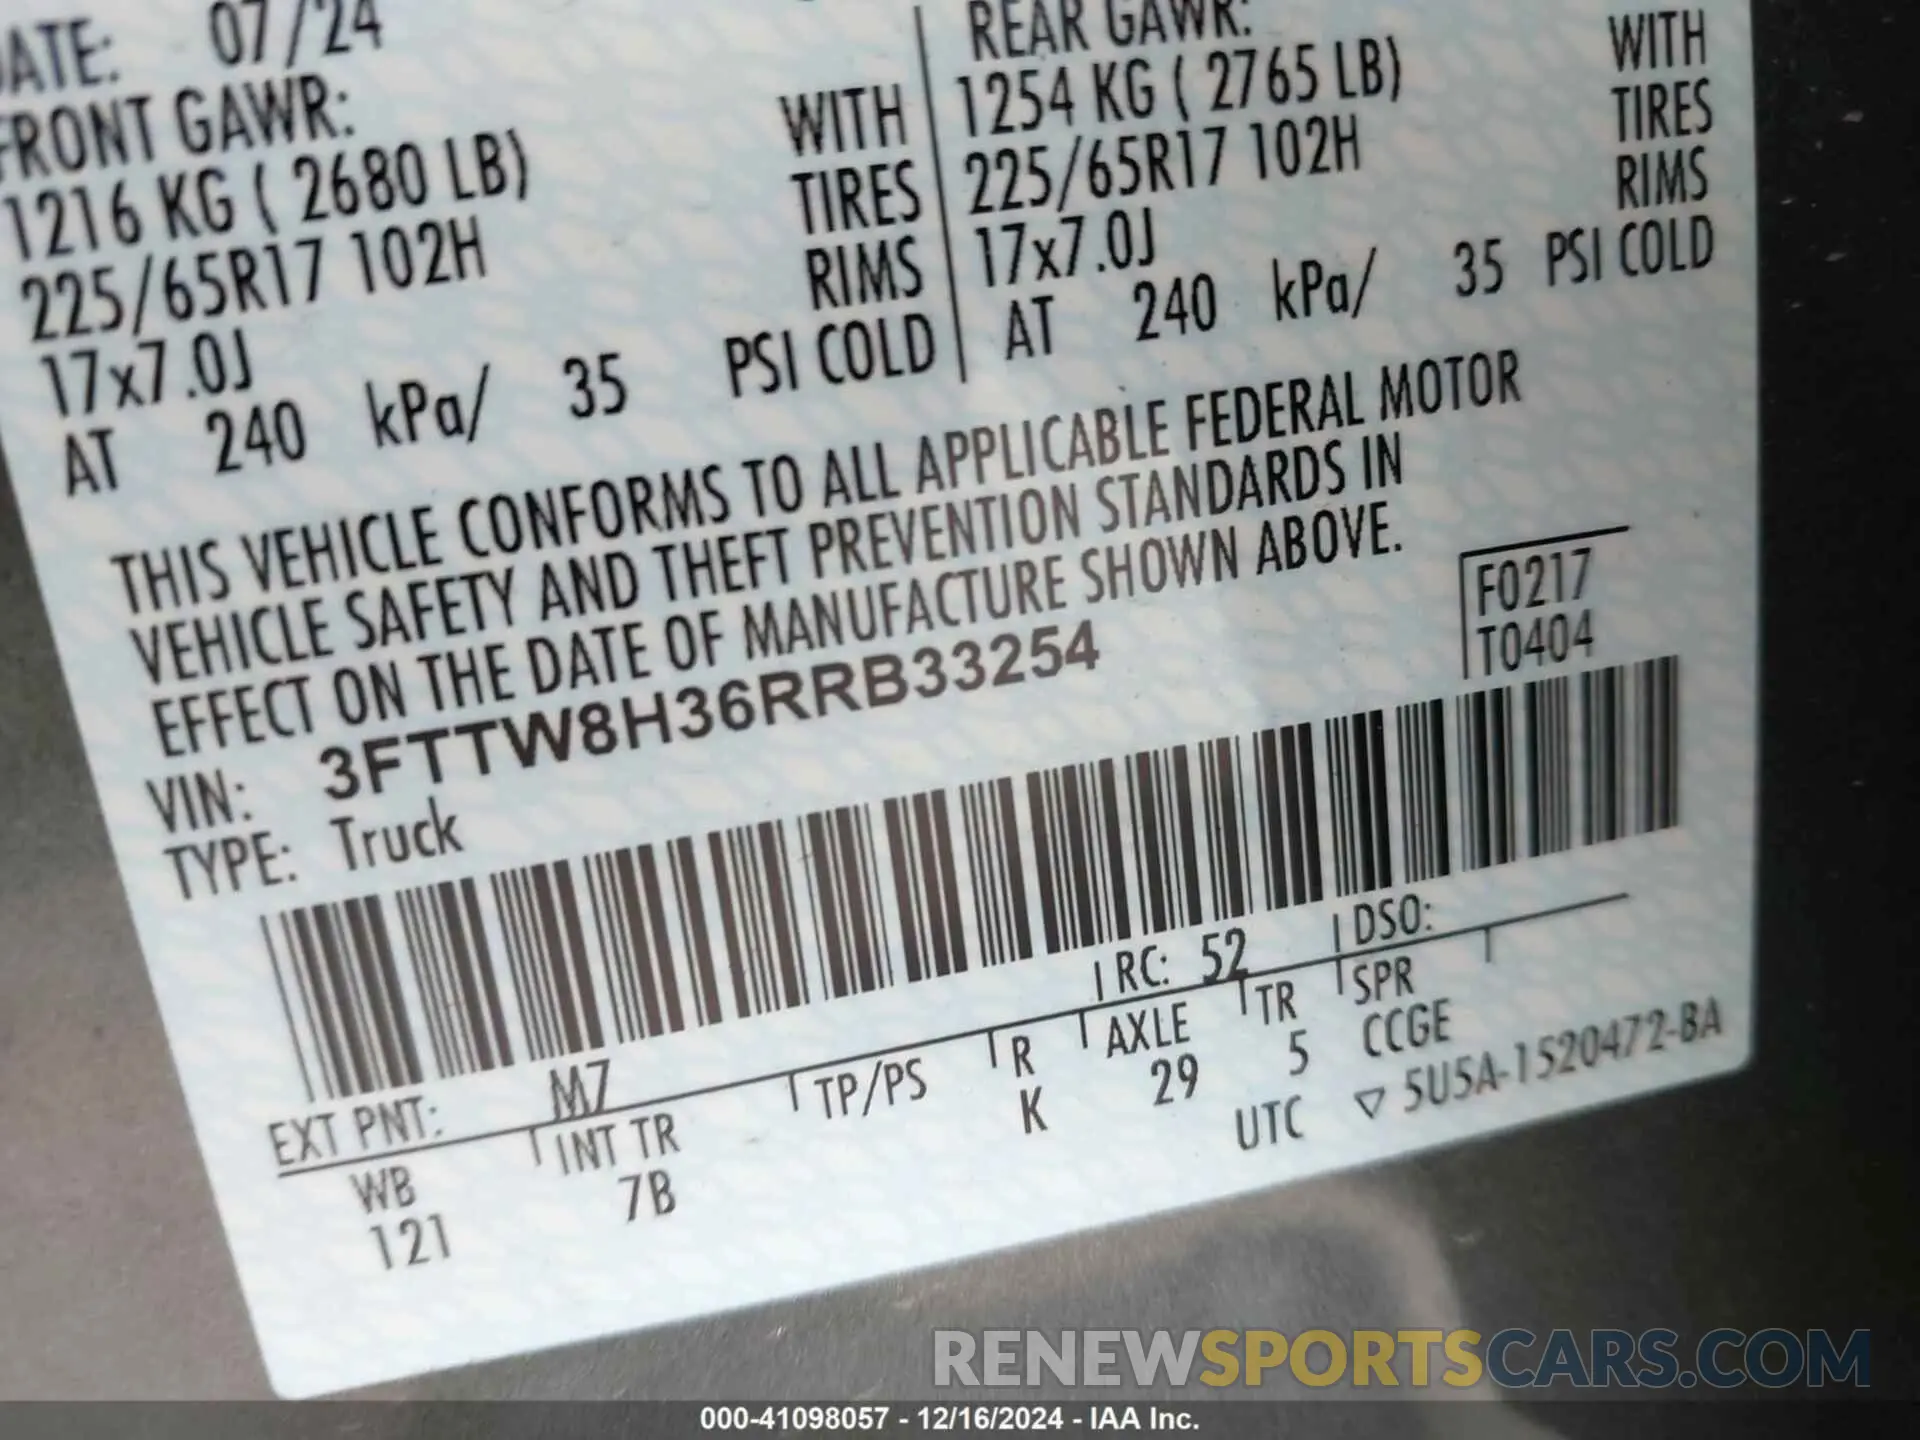 DATE: 07/24
FRONT GAWR:
1216 KG ( 2680 LB) WITH
225/65R17 102H TIRES
17x7.0J RIMS
AT 240 kPa/ 35 PSI COLD
REAR GAWR:
1254 KG ( 2765 LB) WITH
225/65R17 102H TIRES
17x7.0J RIMS
AT 240 kPa/ 35 PSI COLD
THIS VEHICLE CONFORMS TO ALL APPLICABLE FEDERAL MOTOR
VEHICLE SAFETY AND THEFT PREVENTION STANDARDS IN
EFFECT ON THE DATE OF MANUFACTURE SHOWN ABOVE.
VIN: 3FTTW8H36RRB33254
TYPE: Truck
F0217
T0404
EXT PNT: M7 RC: 52 DSO:
WB INT TR TP/PS R AXLE TR SPR
121 7B K 29 5 CCGE
UTC ▽ 5U5A-1520472-BA
RENEWSPORTSCARS.COM
000-41098057 - 12/16/2024 - IAA Inc.